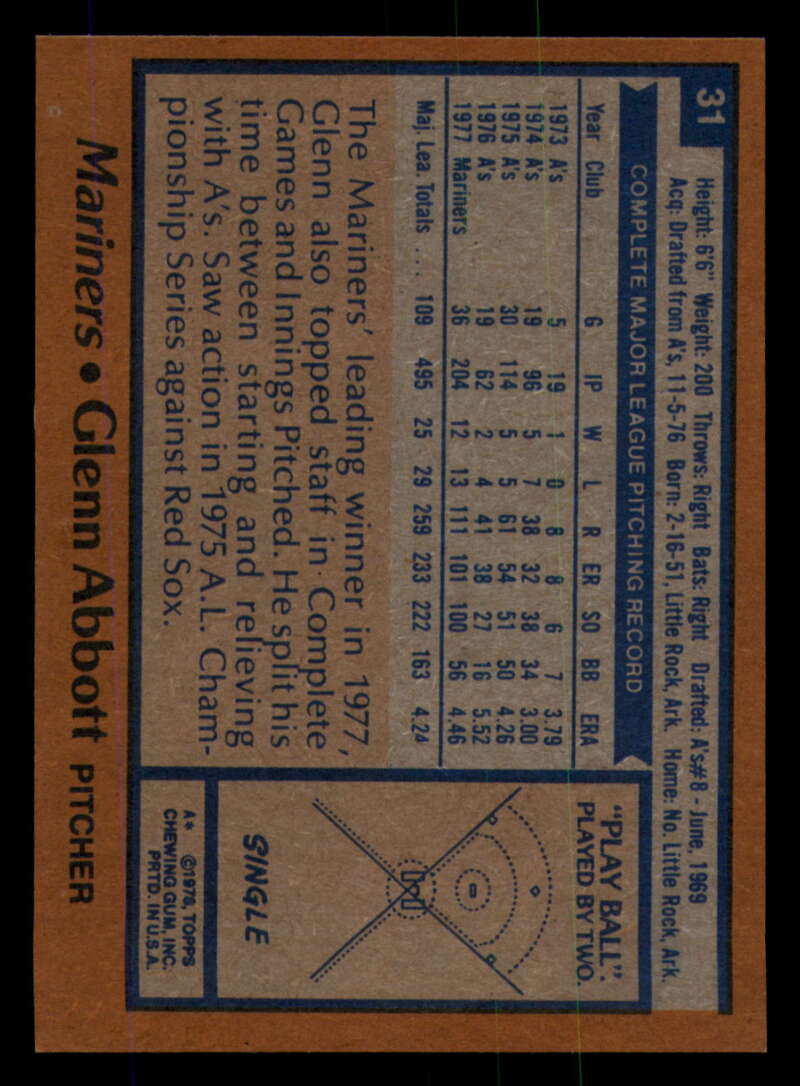 31
Height: 6'6" Weight: 200 Throws: Right Bats: Right Drafted: A's#8 - June, 1969
Acq: Drafted from A's, 11-5-76 Born: 2-16-51, Little Rock, Ark. Home: No. Little Rock, Ark.
COMPLETE MAJOR LEAGUE PITCHING RECORD
Year Club G IP W L R ER SO BB ERA
1973 A's 5 19 1 0 8 8 6 7 3.79
1974 A's 19 96 5 7 38 32 38 34 3.00
1975 A's 30 114 5 5 61 54 51 50 4.26
1976 A's 19 62 2 4 41 38 27 16 5.52
1977 Mariners 36 204 12 13 111 101 100 56 4.46
Maj. Lea. Totals ... 109 495 25 29 259 233 222 163 4.24
The Mariners' leading winner in 1977,
Glenn also topped staff in Complete
Games and Innings Pitched. He split his
time between starting and relieving
with A's. Saw action in 1975 A.L. Cham-
pionship Series against Red Sox.
"PLAY BALL"
PLAYED BY TWO.
SINGLE
A* ©1978, TOPPS
CHEWING GUM, INC.
PRTD. IN U.S.A.
Mariners • Glenn Abbott PITCHER